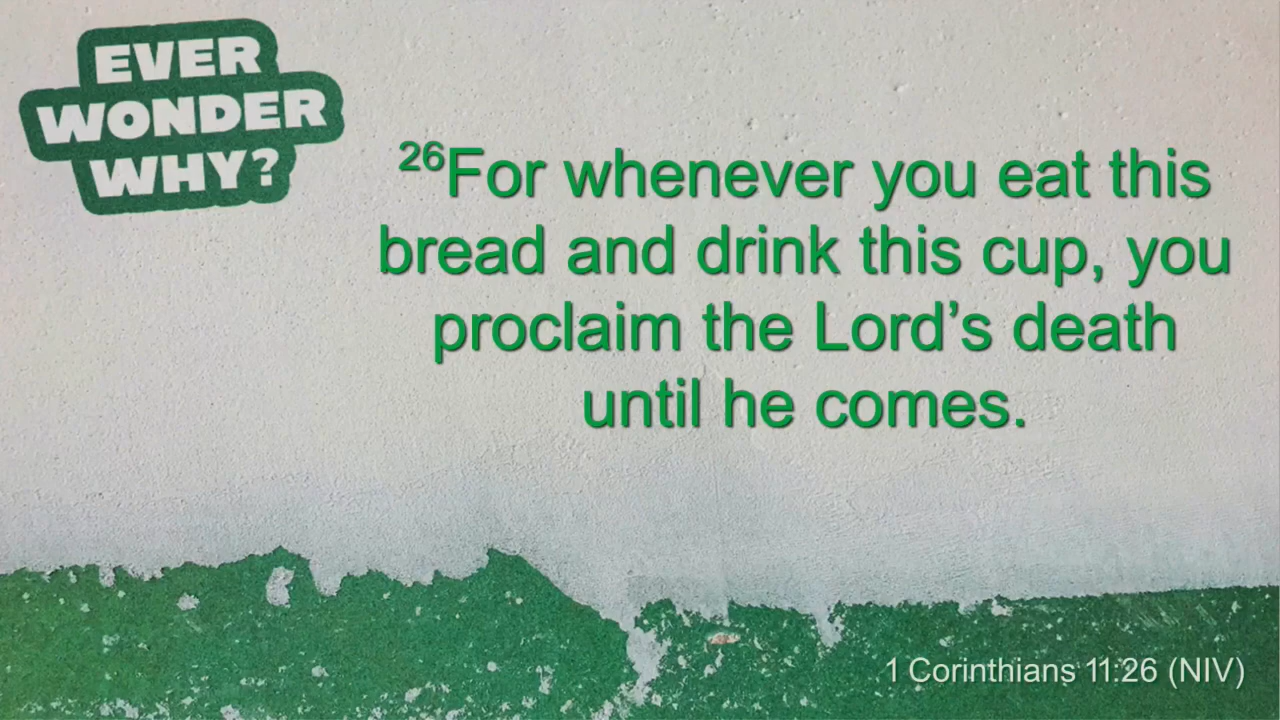 EVER
WONDER
WHY?
²⁶For whenever you eat this
bread and drink this cup, you
proclaim the Lord’s death
until he comes.
1 Corinthians 11:26 (NIV)